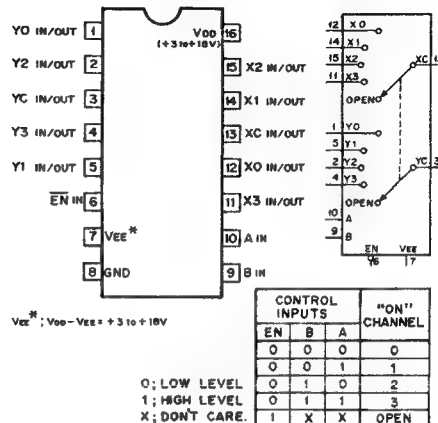 Y0 IN/OUT 1
Y2 IN/OUT 2
YC IN/OUT 3
Y3 IN/OUT 4
Y1 IN/OUT 5
EN IN 6
7 VEE*
8 GND
VDD 16
(+3 to +18V)
15 X2 IN/OUT
14 X1 IN/OUT
13 XC IN/OUT
12 X0 IN/OUT
11 X3 IN/OUT
10 A IN
9 B IN
12 X0
14 X1
15 X2
11 X3
XC
OPEN
1 Y0
5 Y1
2 Y2
4 Y3
YC 3
OPEN
10 A
9 B
EN VEE
6 7
VEE*; VDD-VEE = +3 to +18V
CONTROL INPUTS "ON" CHANNEL
EN B A
0 0 0 0
0 0 1 1
0 1 0 2
0 1 1 3
1 X X OPEN
0; LOW LEVEL
1; HIGH LEVEL
X; DON'T CARE.